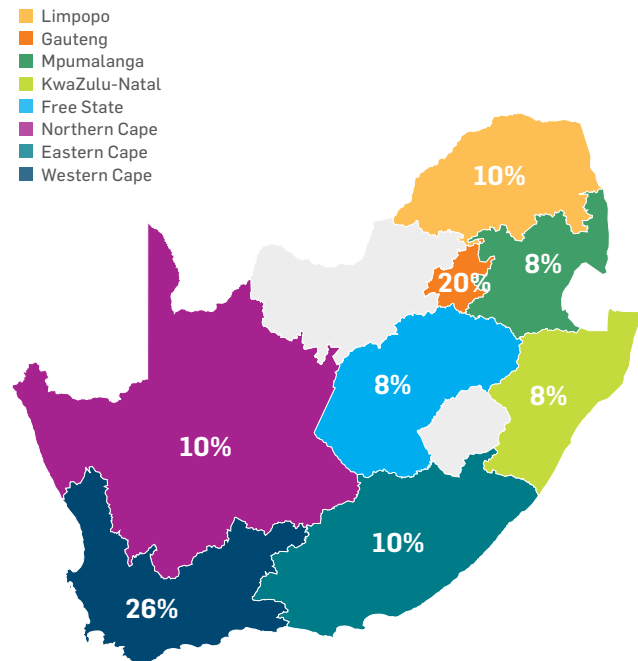 Limpopo
Gauteng
Mpumalanga
KwaZulu-Natal
Free State
Northern Cape
Eastern Cape
Western Cape
10%
20%
8%
8%
8%
10%
10%
26%